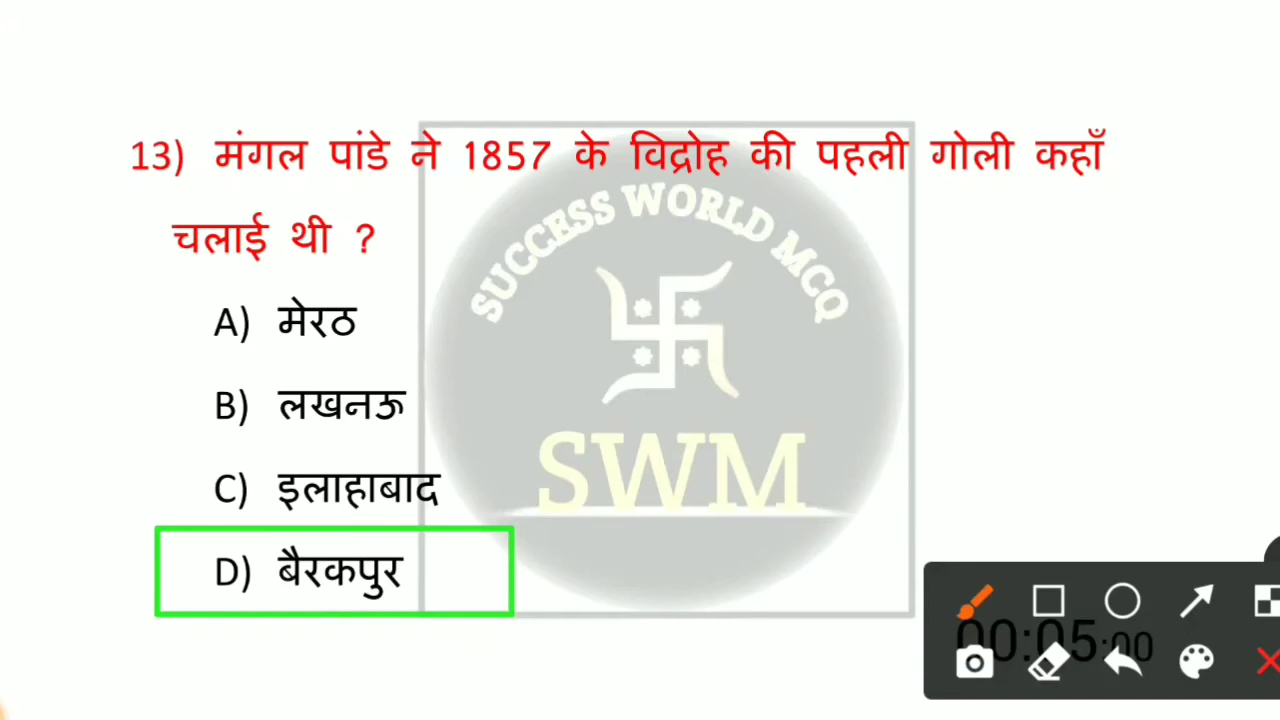 13) मंगल पांडे ने 1857 के विद्रोह की पहली गोली कहाँ
चलाई थी ?
A) मेरठ
B) लखनऊ
C) इलाहाबाद
D) बैरकपुर
SUCCESS WORLD MCQ
SWM
00:05:00